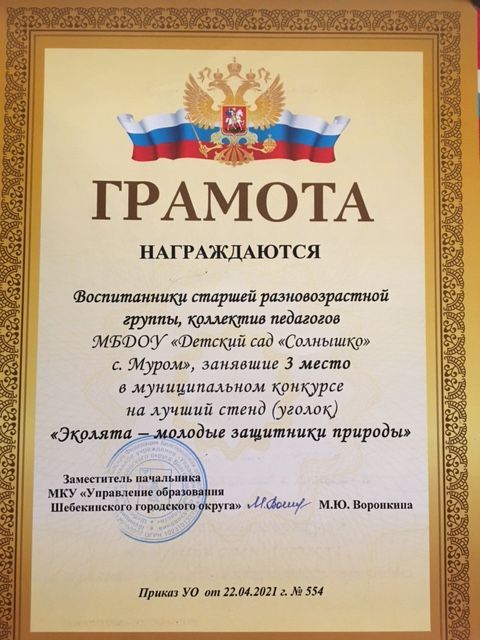 ГРАМОТА
НАГРАЖДАЮТСЯ
Воспитанники старшей разновозрастной
группы, коллектив педагогов
МБДОУ «Детский сад «Солнышко»
с. Муром», занявшие 3 место
в муниципальном конкурсе
на лучший стенд (уголок)
«Эколята – молодые защитники природы»
Заместитель начальника
МКУ «Управление образования
Шебекинского городского округа» М.Ю. Воронкина
Приказ УО от 22.04.2021 г. № 554